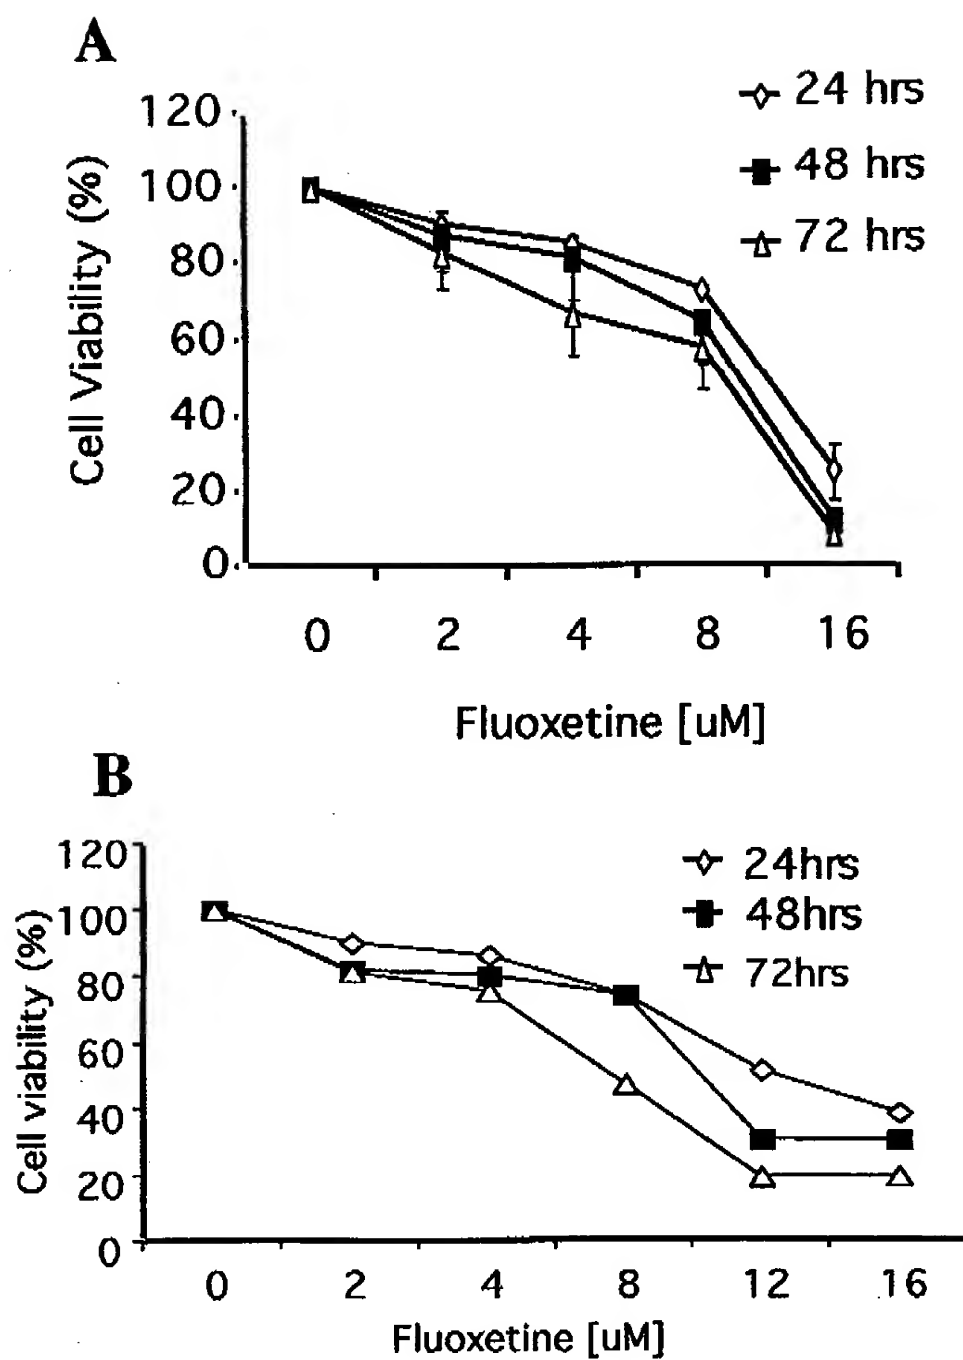 A
24 hrs
48 hrs
72 hrs
120
100
80
60
40
20
0
Cell Viability (%)
0 2 4 8 16
Fluoxetine [uM]
B
24hrs
48hrs
72hrs
120
100
80
60
40
20
0
Cell viability (%)
0 2 4 8 12 16
Fluoxetine [uM]